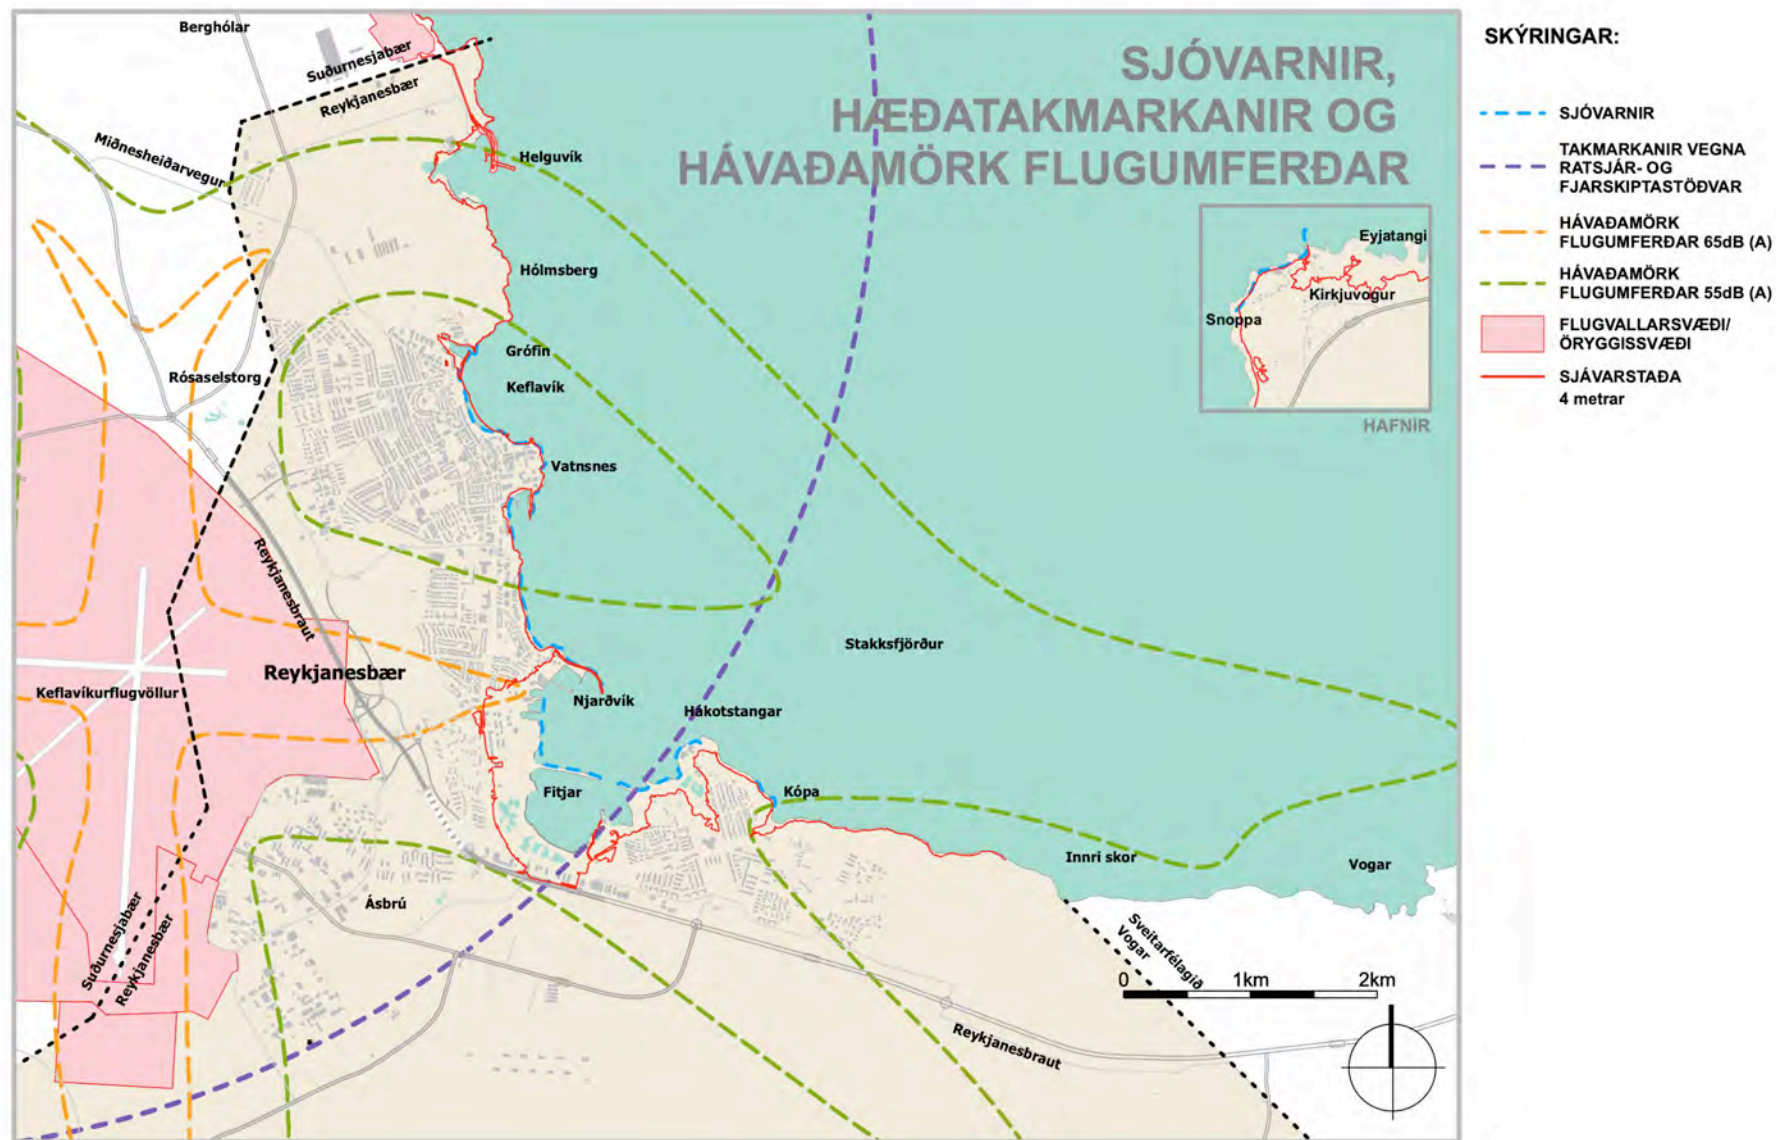 SJÓVARNIR,
HÆÐATAKMARKANIR OG
HÁVAÐAMÖRK FLUGUMFERÐAR
Berghólar
Suðurnesjabær
Reykjanesbær
Miðnesheiðarvegur
Helguvík
Hólmsberg
Grófin
Keflavík
Rósaselstorg
Vatnsnes
Reykjanesbraut
Reykjanesbær
Keflavíkurflugvöllur
Stakksfjörður
Njarðvík
Hákotstangar
Fitjar
Kópa
Innri skor
Vogar
Ásbrú
Suðurnesjabær
Reykjanesbær
Sveitarfélagið
Vogar
Reykjanesbraut
0 1km 2km
Eyjatangi
Kirkjuvogur
Snoppa
HAFNIR
SKÝRINGAR:
SJÓVARNIR
TAKMARKANIR VEGNA
RATSJÁR- OG
FJARSKIPTASTÖÐVAR
HÁVAÐAMÖRK
FLUGUMFERÐAR 65dB (A)
HÁVAÐAMÖRK
FLUGUMFERÐAR 55dB (A)
FLUGVALLARSVÆÐI/
ÖRYGGISSVÆÐI
SJÁVARSTAÐA
4 metrar